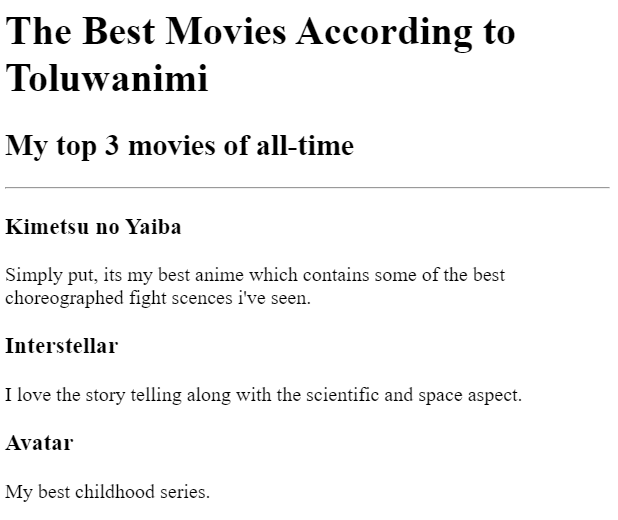 The Best Movies According to
Toluwanimi
My top 3 movies of all-time
Kimetsu no Yaiba
Simply put, its my best anime which contains some of the best
choreographed fight scences i've seen.
Interstellar
I love the story telling along with the scientific and space aspect.
Avatar
My best childhood series.